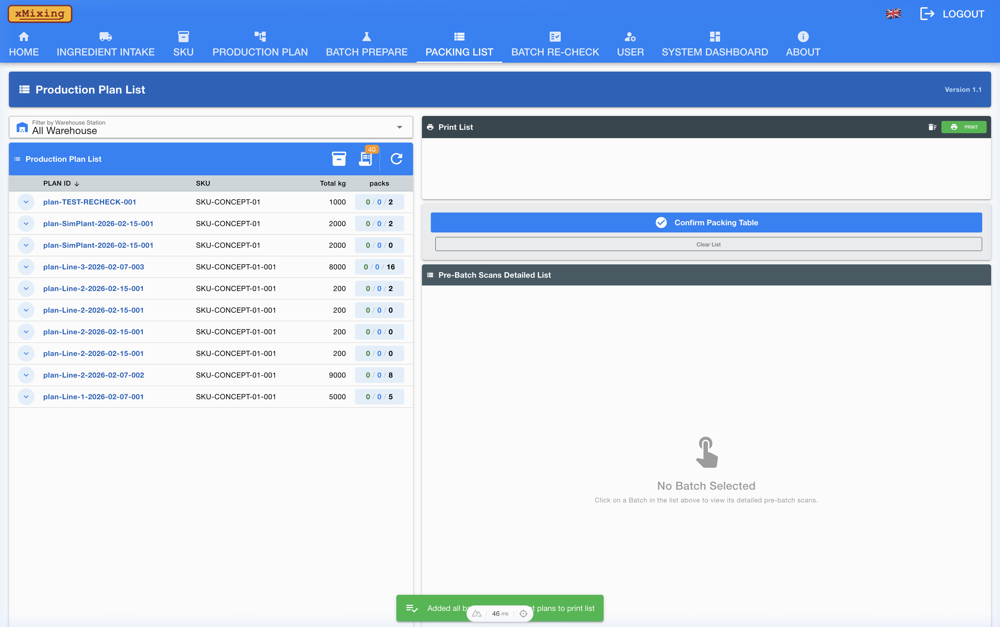 xMixing
LOGOUT
HOME
INGREDIENT INTAKE
SKU
PRODUCTION PLAN
BATCH PREPARE
PACKING LIST
BATCH RE-CHECK
USER
SYSTEM DASHBOARD
ABOUT
Production Plan List
Version 1.1
Filter by Warehouse Station
All Warehouse
Production Plan List
40
PLAN ID SKU Total kg packs
plan-TEST-RECHECK-001 SKU-CONCEPT-01 1000 0 / 0 / 2
plan-SimPlant-2026-02-15-001 SKU-CONCEPT-01 2000 0 / 0 / 2
plan-SimPlant-2026-02-15-001 SKU-CONCEPT-01 2000 0 / 0 / 0
plan-Line-3-2026-02-07-003 SKU-CONCEPT-01-001 8000 0 / 0 / 16
plan-Line-2-2026-02-15-001 SKU-CONCEPT-01-001 200 0 / 0 / 2
plan-Line-2-2026-02-15-001 SKU-CONCEPT-01-001 200 0 / 0 / 0
plan-Line-2-2026-02-15-001 SKU-CONCEPT-01-001 200 0 / 0 / 0
plan-Line-2-2026-02-15-001 SKU-CONCEPT-01-001 200 0 / 0 / 0
plan-Line-2-2026-02-07-002 SKU-CONCEPT-01-001 9000 0 / 0 / 8
plan-Line-1-2026-02-07-001 SKU-CONCEPT-01-001 5000 0 / 0 / 5
Print List
PRINT
Confirm Packing Table
Clear List
Pre-Batch Scans Detailed List
No Batch Selected
Click on a Batch in the list above to view its detailed pre-batch scans.
Added all plans to print list
46 ms